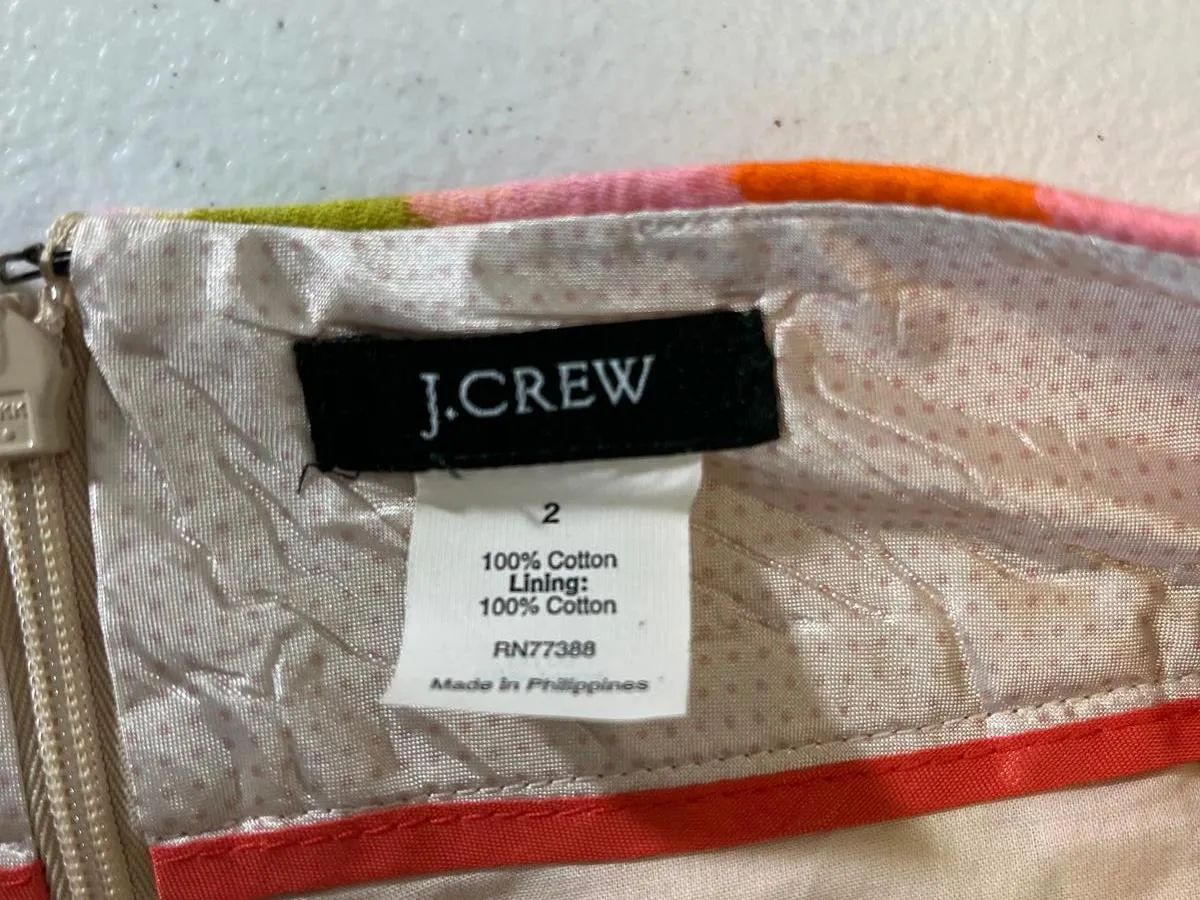 J.CREW
2
100% Cotton
Lining:
100% Cotton
RN77388
Made in Philippines